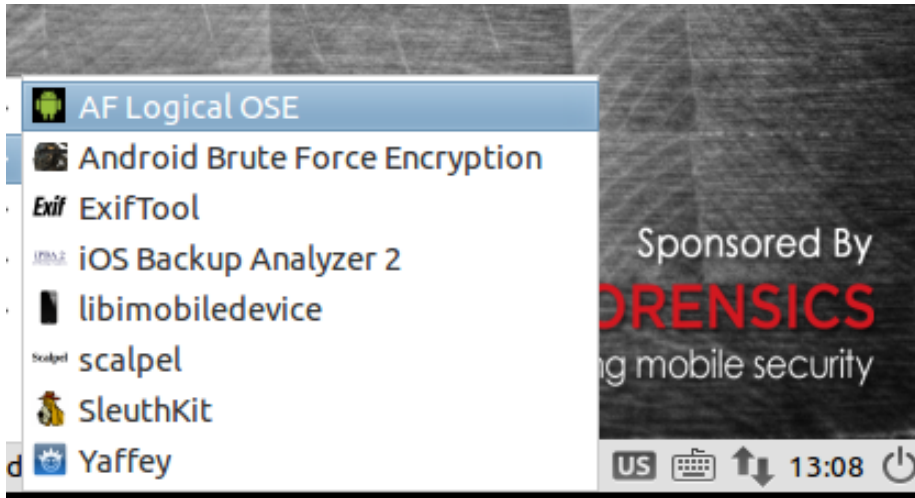 AF Logical OSE
Android Brute Force Encryption
Exif ExifTool
iOS Backup Analyzer 2
libimobiledevice
Scalpel scalpel
SleuthKit
Yaffey
Sponsored By
ORENSICS
ng mobile security
d
US 13:08